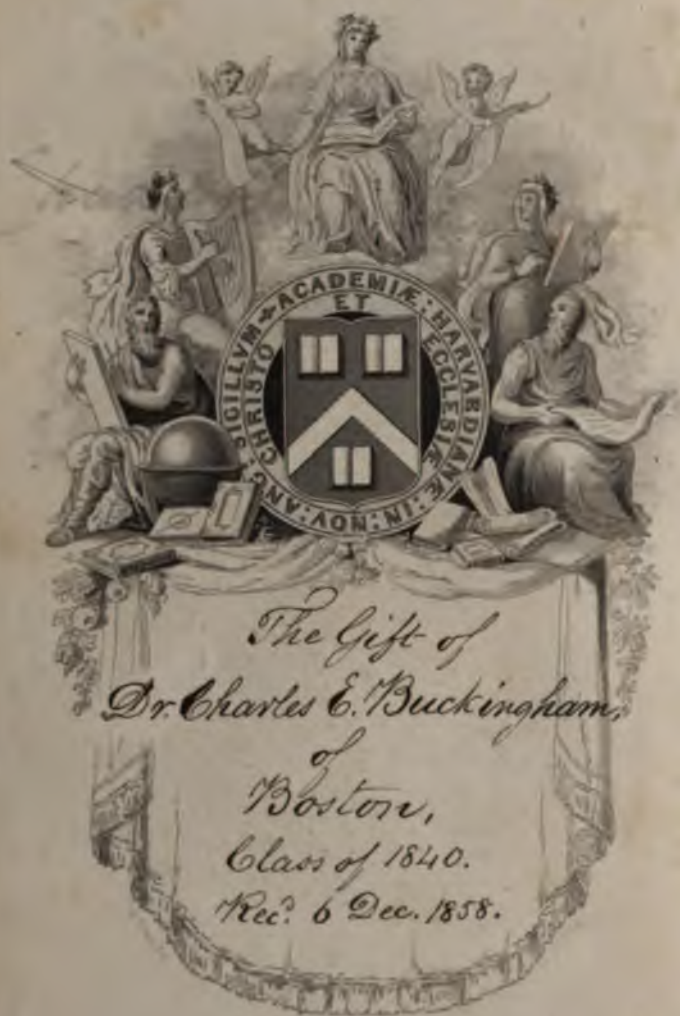 SIGILLVM ✣ ACADEMIÆ : HARVARDIANÆ : IN : NOV : ANG :
CHRISTO ET ECCLESIÆ
The Gift of
Dr. Charles E. Buckingham,
of
Boston,
Class of 1840.
Rec.d 6 Dec. 1858.